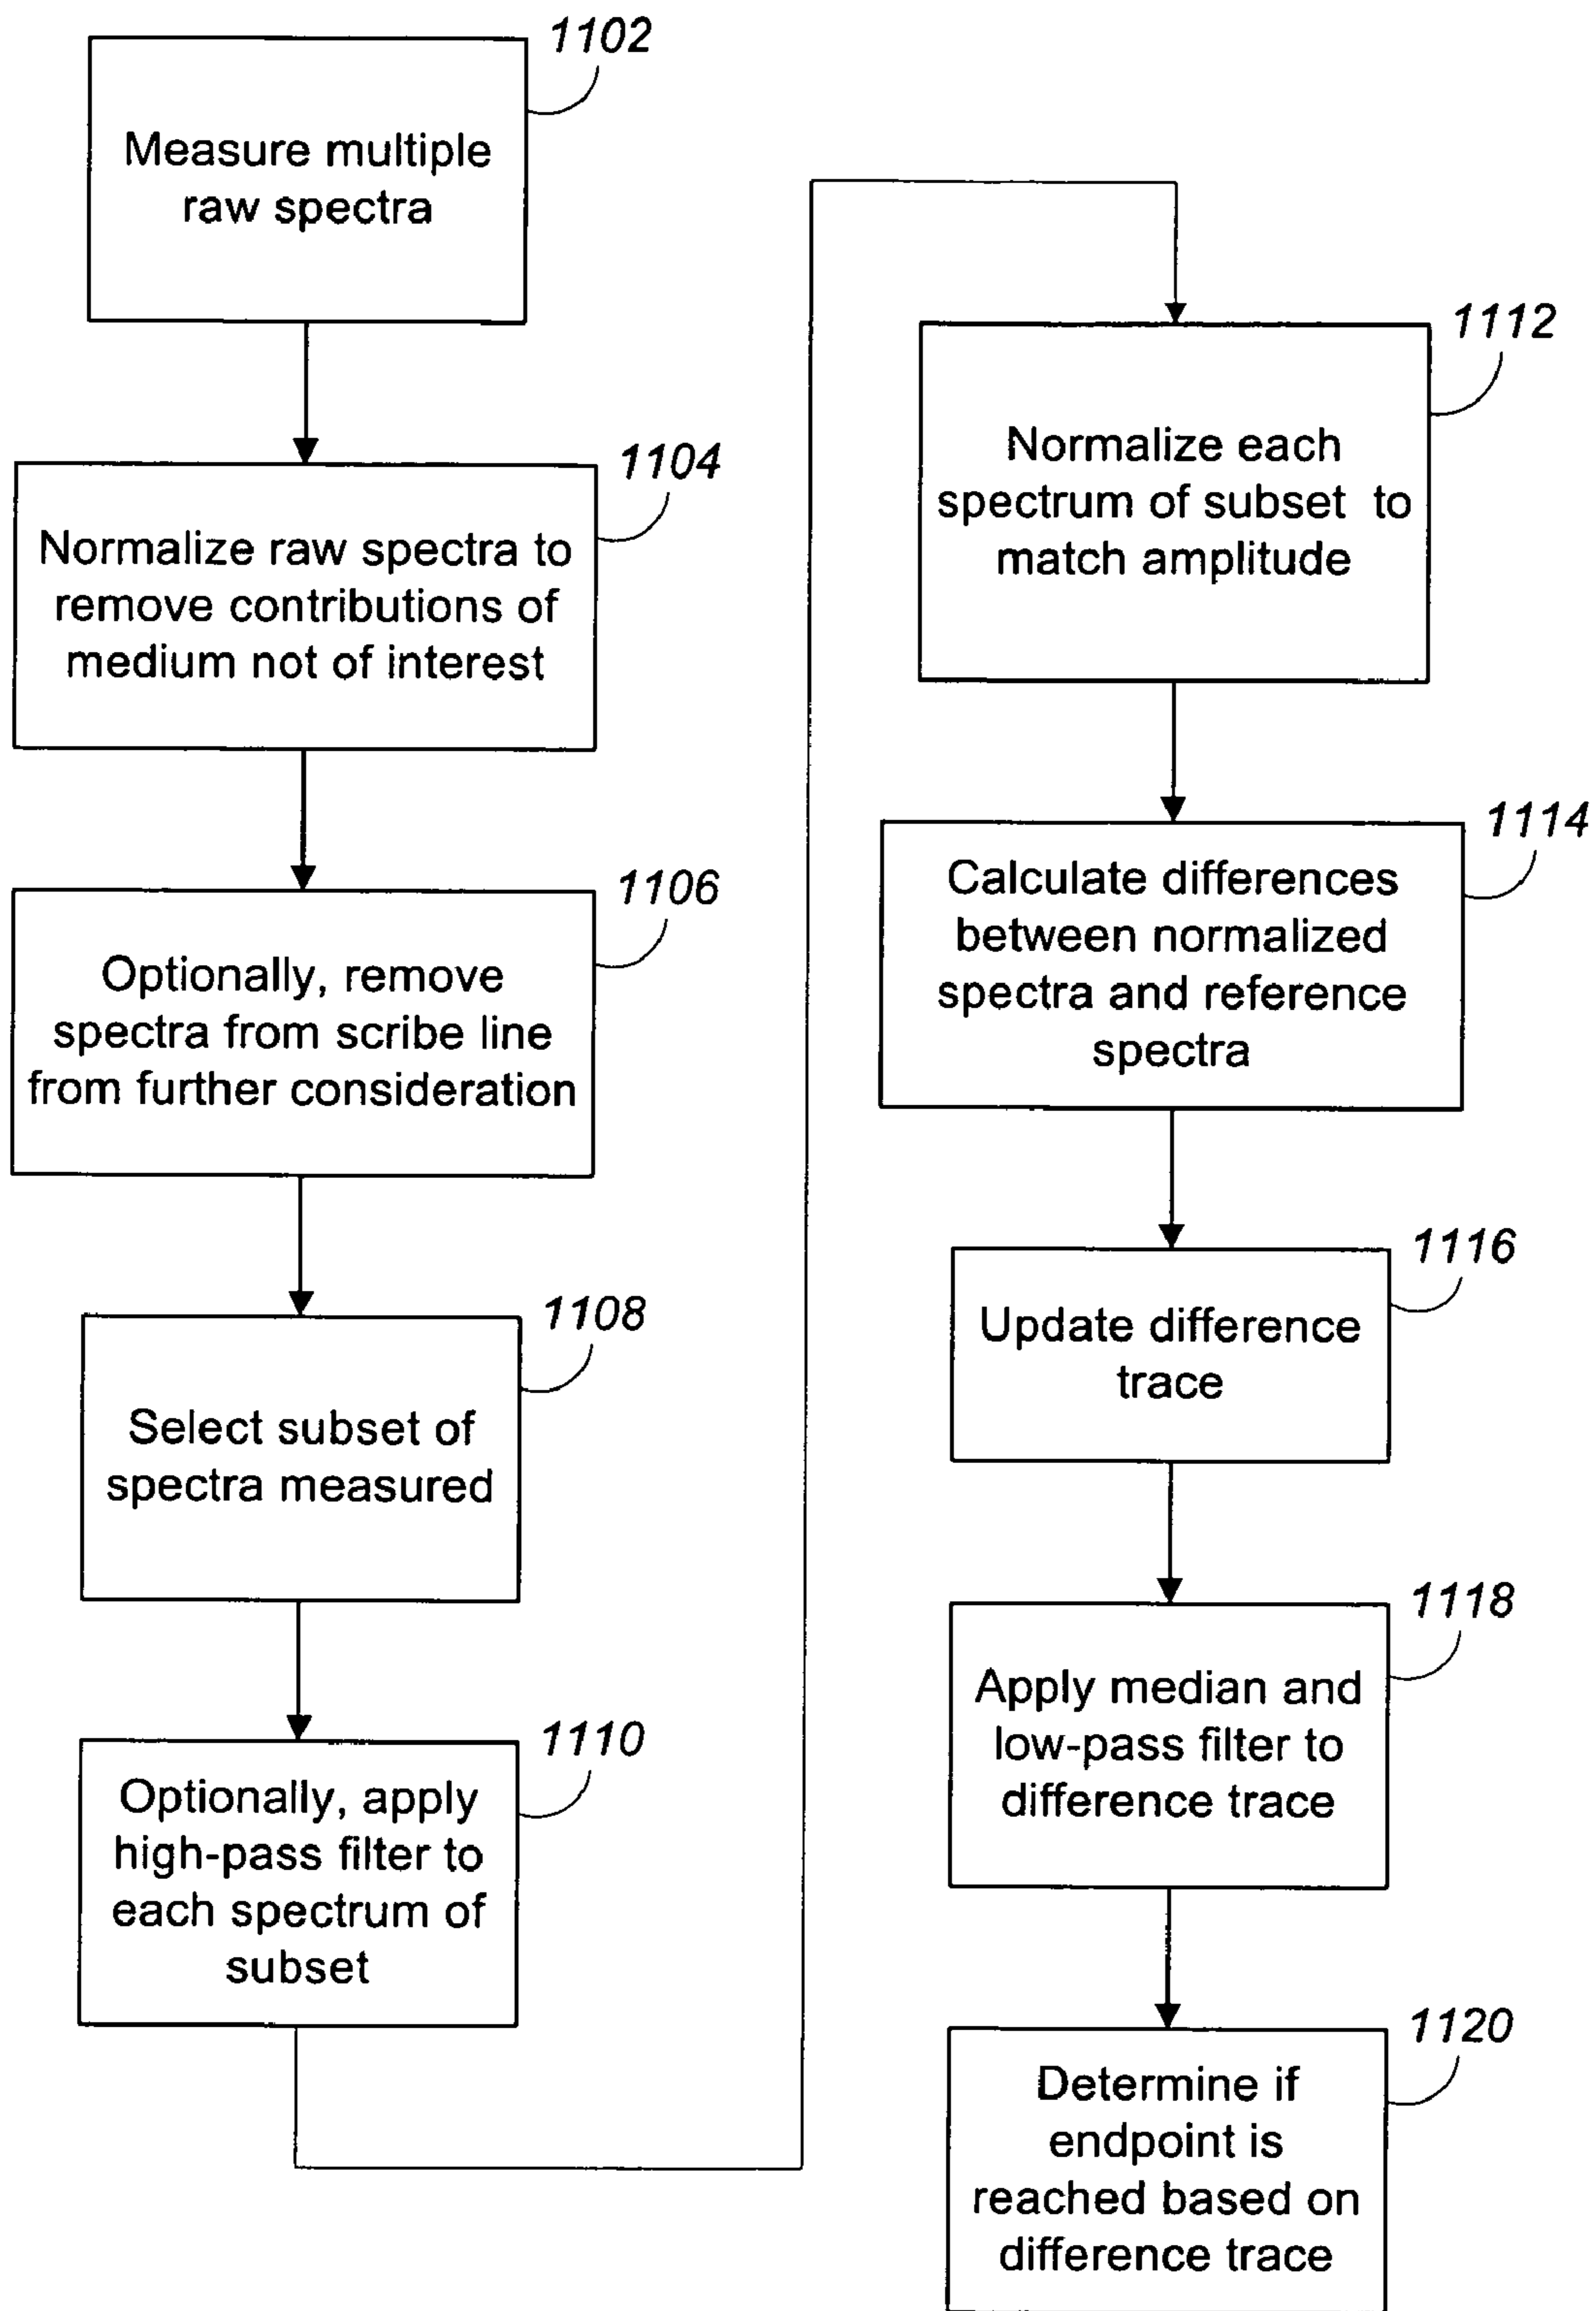 1102
Measure multiple
raw spectra
1104
Normalize raw spectra to
remove contributions of
medium not of interest
1106
Optionally, remove
spectra from scribe line
from further consideration
1108
Select subset of
spectra measured
1110
Optionally, apply
high-pass filter to
each spectrum of
subset
1112
Normalize each
spectrum of subset to
match amplitude
1114
Calculate differences
between normalized
spectra and reference
spectra
1116
Update difference
trace
1118
Apply median and
low-pass filter to
difference trace
1120
Determine if
endpoint is
reached based on
difference trace